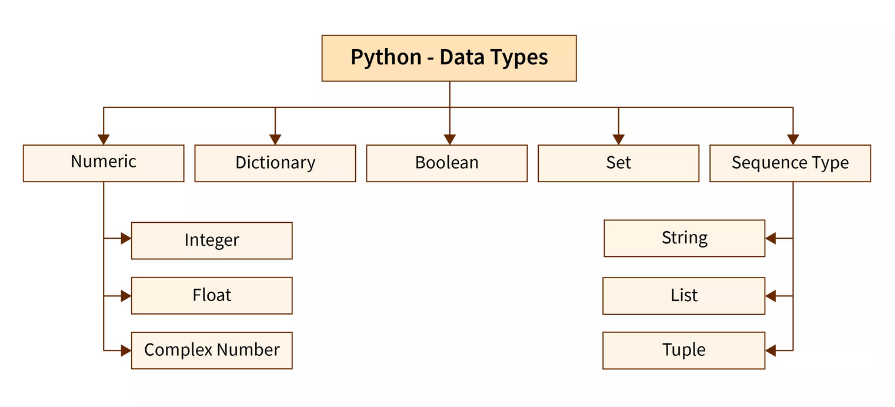 Python - Data Types
Numeric
Dictionary
Boolean
Set
Sequence Type
Integer
Float
Complex Number
String
List
Tuple